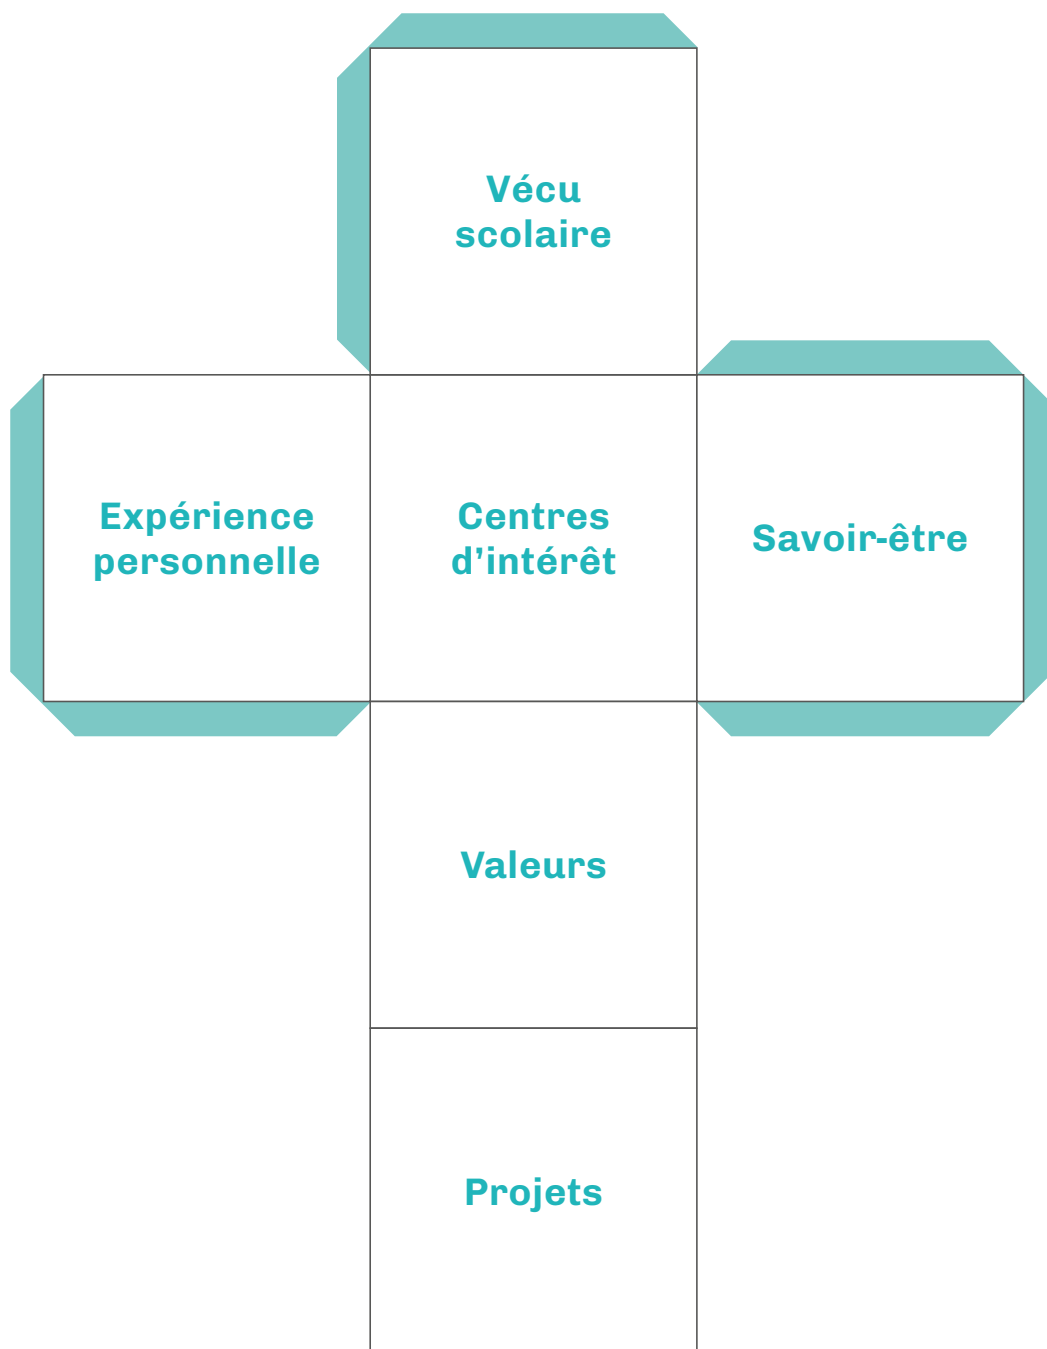 Vécu
scolaire
Expérience
personnelle
Centres
d’intérêt
Savoir-être
Valeurs
Projets